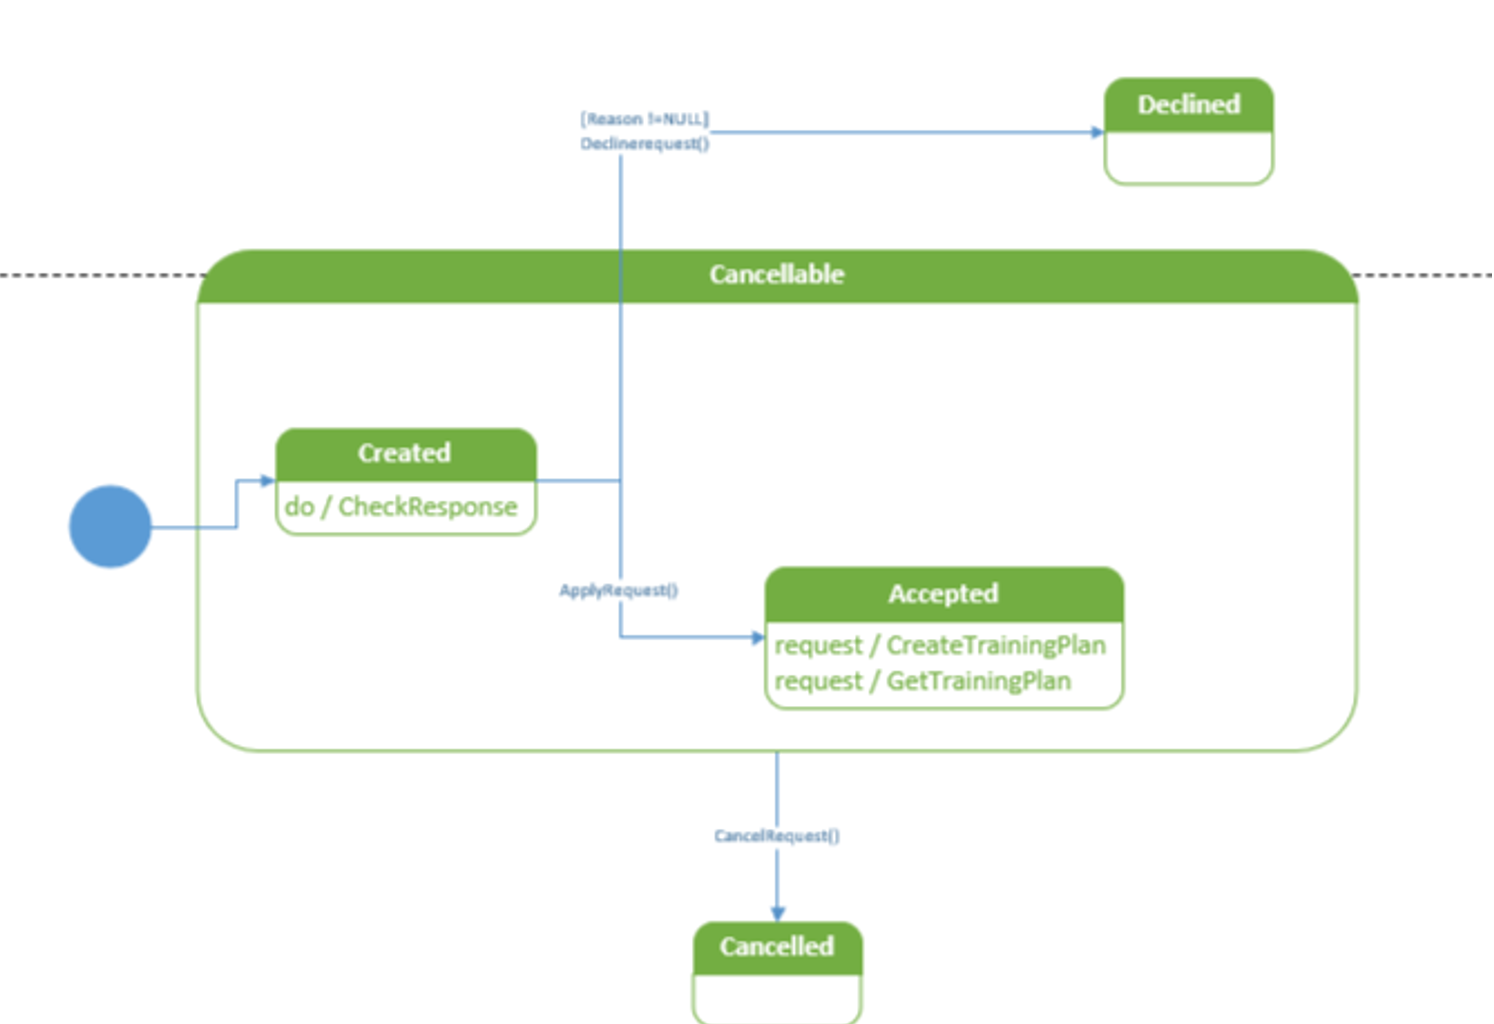 Declined
[Reason !=NULL]
Declinerequest()
Cancellable
Created
do / CheckResponse
ApplyRequest()
Accepted
request / CreateTrainingPlan
request / GetTrainingPlan
CancelRequest()
Cancelled